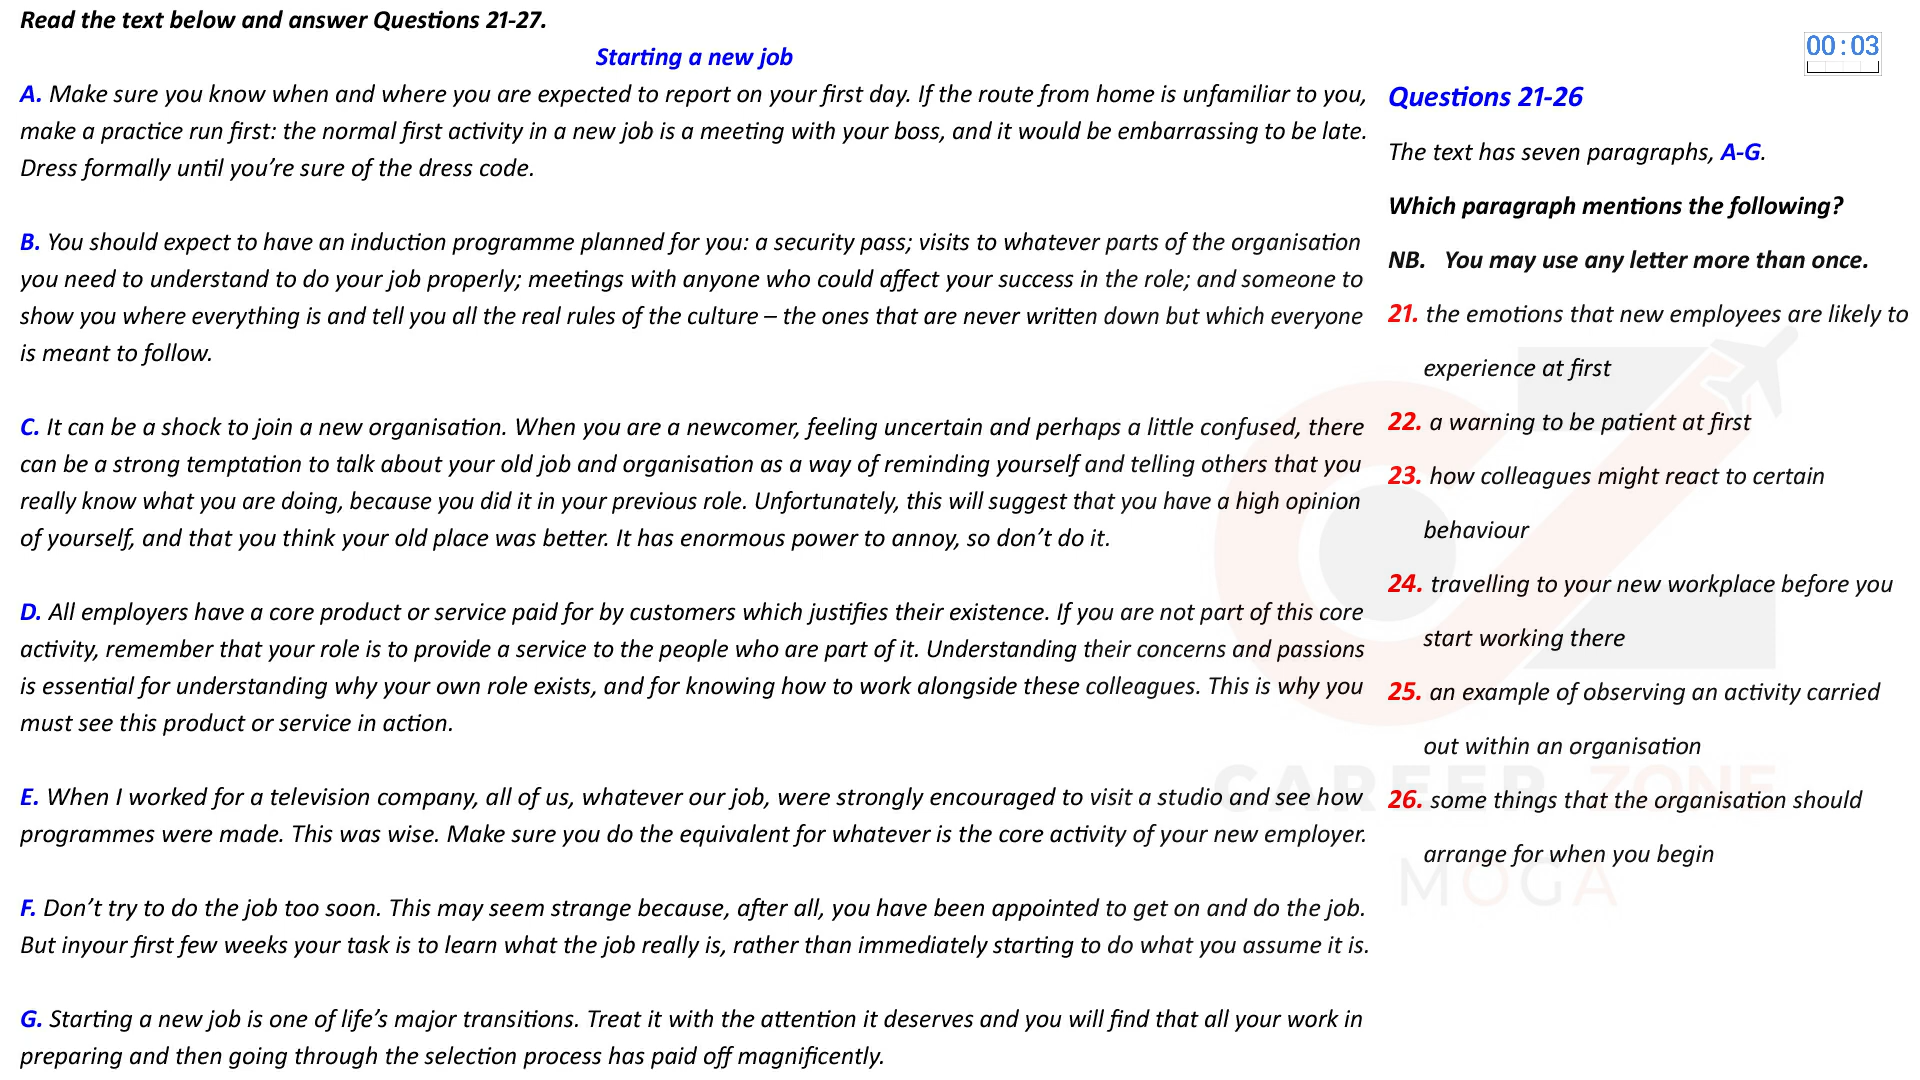 Read the text below and answer Questions 21-27.
Starting a new job
00:03
A. Make sure you know when and where you are expected to report on your first day. If the route from home is unfamiliar to you,
make a practice run first: the normal first activity in a new job is a meeting with your boss, and it would be embarrassing to be late.
Dress formally until you’re sure of the dress code.
B. You should expect to have an induction programme planned for you: a security pass; visits to whatever parts of the organisation
you need to understand to do your job properly; meetings with anyone who could affect your success in the role; and someone to
show you where everything is and tell you all the real rules of the culture – the ones that are never written down but which everyone
is meant to follow.
C. It can be a shock to join a new organisation. When you are a newcomer, feeling uncertain and perhaps a little confused, there
can be a strong temptation to talk about your old job and organisation as a way of reminding yourself and telling others that you
really know what you are doing, because you did it in your previous role. Unfortunately, this will suggest that you have a high opinion
of yourself, and that you think your old place was better. It has enormous power to annoy, so don’t do it.
D. All employers have a core product or service paid for by customers which justifies their existence. If you are not part of this core
activity, remember that your role is to provide a service to the people who are part of it. Understanding their concerns and passions
is essential for understanding why your own role exists, and for knowing how to work alongside these colleagues. This is why you
must see this product or service in action.
E. When I worked for a television company, all of us, whatever our job, were strongly encouraged to visit a studio and see how
programmes were made. This was wise. Make sure you do the equivalent for whatever is the core activity of your new employer.
F. Don’t try to do the job too soon. This may seem strange because, after all, you have been appointed to get on and do the job.
But inyour first few weeks your task is to learn what the job really is, rather than immediately starting to do what you assume it is.
G. Starting a new job is one of life’s major transitions. Treat it with the attention it deserves and you will find that all your work in
preparing and then going through the selection process has paid off magnificently.
Questions 21-26
The text has seven paragraphs, A-G.
Which paragraph mentions the following?
NB. You may use any letter more than once.
21. the emotions that new employees are likely to
experience at first
22. a warning to be patient at first
23. how colleagues might react to certain
behaviour
24. travelling to your new workplace before you
start working there
25. an example of observing an activity carried
out within an organisation
26. some things that the organisation should
arrange for when you begin
CAREER ZONE
MOGA